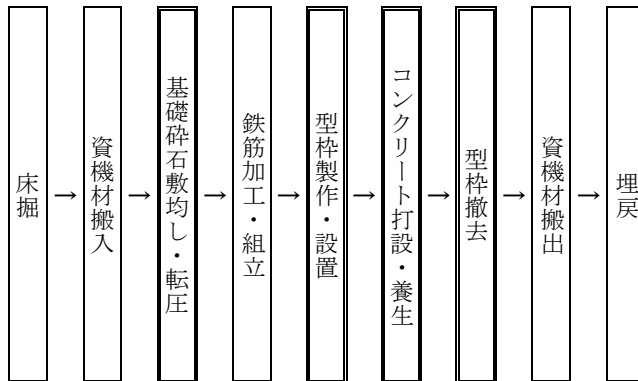 床掘
→
資機材搬入
→
基礎砕石敷均し・転圧
→
鉄筋加工・組立
→
型枠製作・設置
→
コンクリート打設・養生
→
型枠撤去
→
資機材搬出
→
埋戻